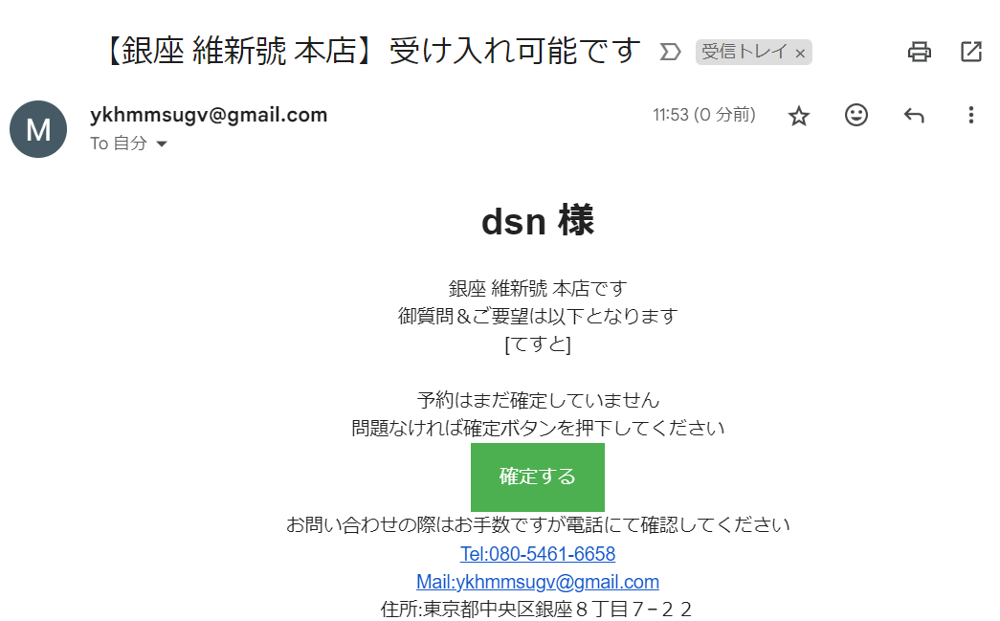 【銀座 維新號 本店】受け入れ可能です 受信トレイ ×
M
ykhmmsugv@gmail.com 11:53 (0 分前)
To 自分
dsn 様
銀座 維新號 本店です
御質問＆ご要望は以下となります
[てすと]
予約はまだ確定していません
問題なければ確定ボタンを押下してください
確定する
お問い合わせの際はお手数ですが電話にて確認してください
Tel:080-5461-6658
Mail:ykhmmsugv@gmail.com
住所:東京都中央区銀座８丁目７−２２